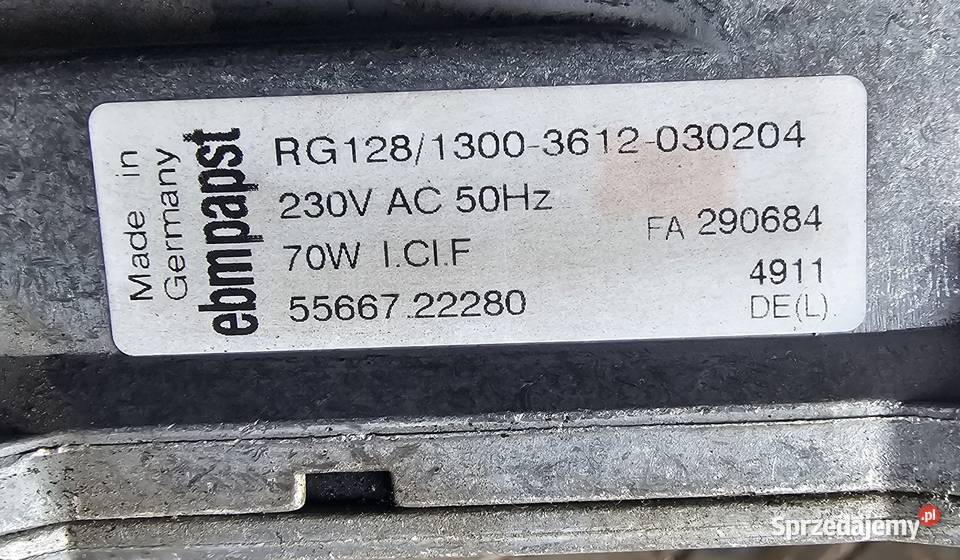 Made in
Germany
ebmpapst
RG128/1300-3612-030204
230V AC 50Hz
FA 290684
70W I.Cl.F
4911
55667.22280
DE(L)
Sprzedajemy.pl